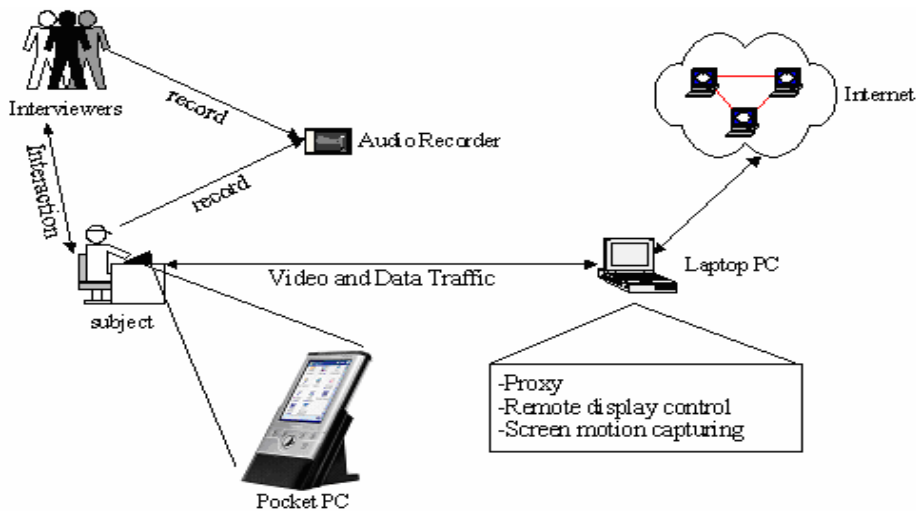 Interviewers
record
Audio Recorder
Internet
Interaction
record
Video and Data Traffic
Laptop PC
subject
-Proxy
-Remote display control
-Screen motion capturing
Pocket PC